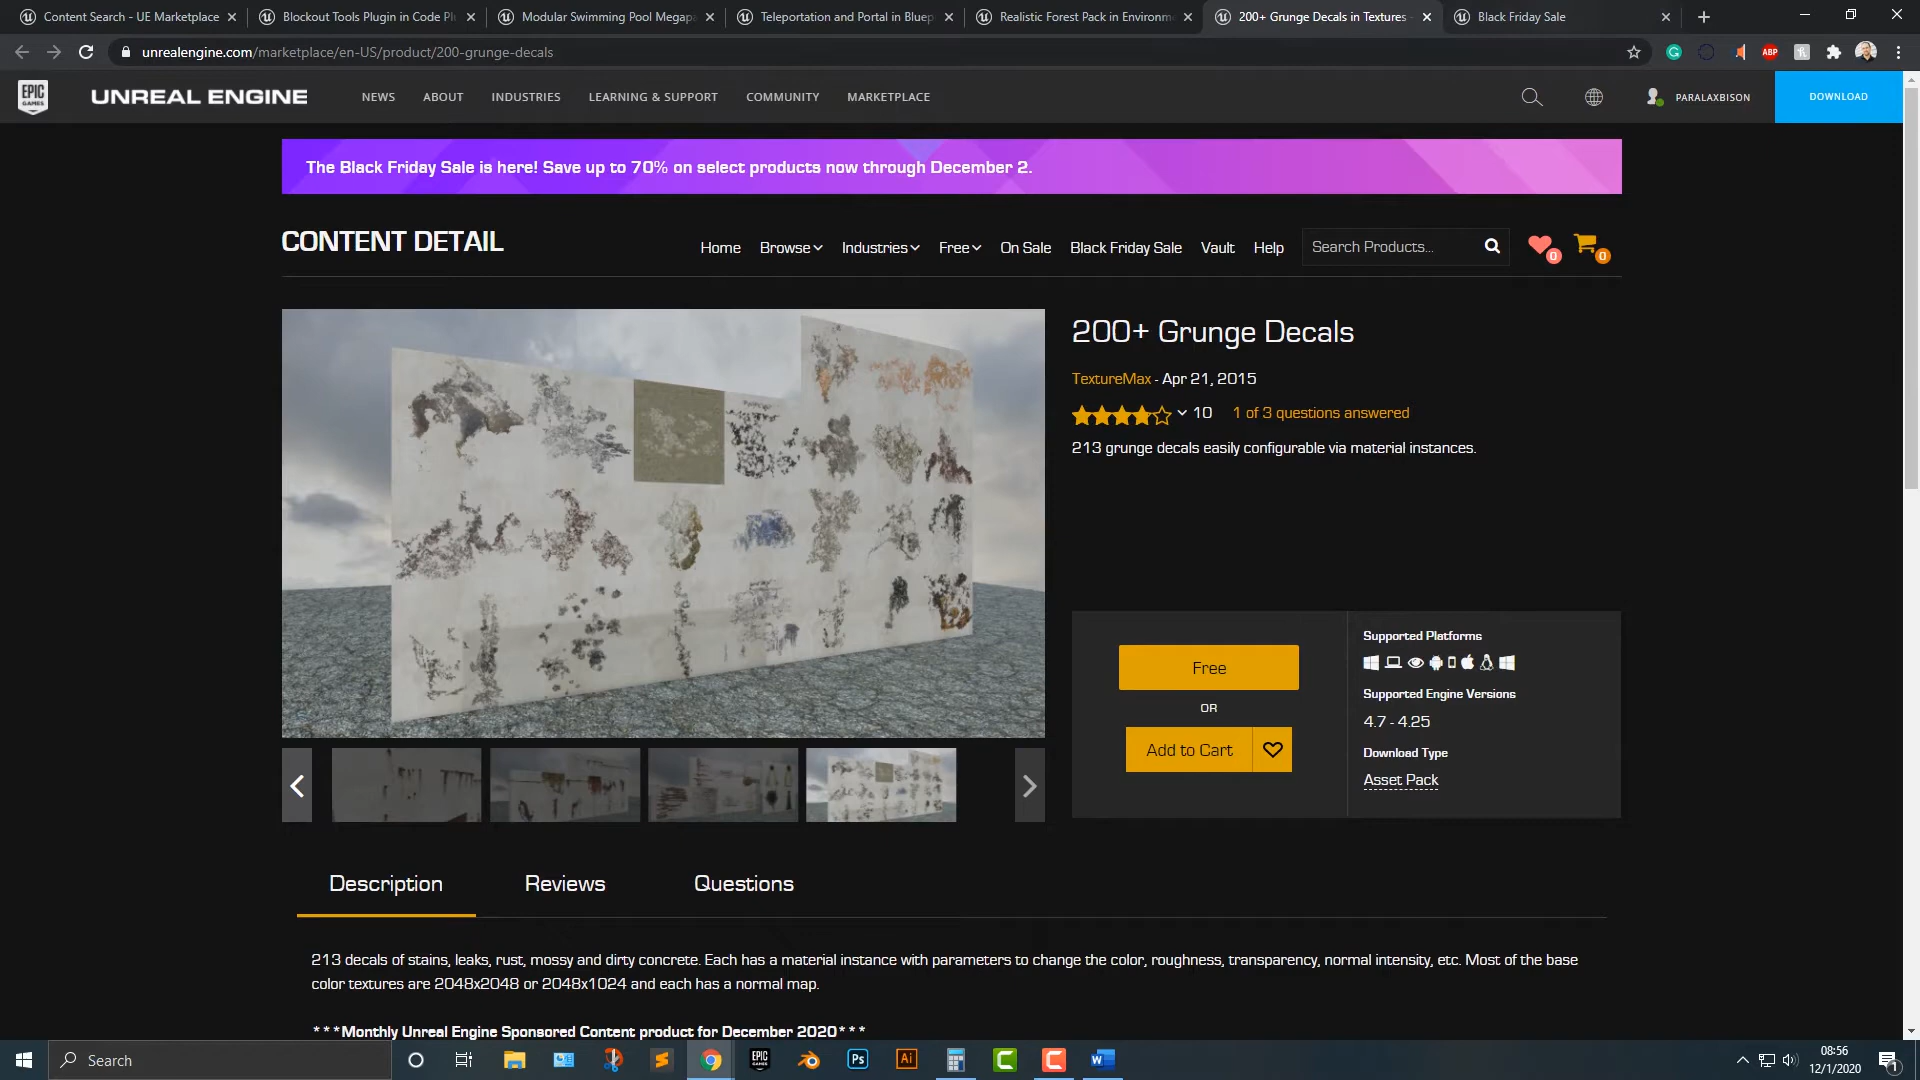 Content Search - UE Marketplace
Blockout Tools Plugin in Code Pl
Modular Swimming Pool Megapa
Teleportation and Portal in Bluep
Realistic Forest Pack in Environm
200+ Grunge Decals in Textures
Black Friday Sale
unrealengine.com/marketplace/en-US/product/200-grunge-decals
ABP
EPIC GAMES
UNREAL ENGINE
NEWS
ABOUT
INDUSTRIES
LEARNING & SUPPORT
COMMUNITY
MARKETPLACE
PARALAXBISON
DOWNLOAD
The Black Friday Sale is here! Save up to 70% on select products now through December 2.
CONTENT DETAIL
Home
Browse
Industries
Free
On Sale
Black Friday Sale
Vault
Help
Search Products...
0
0
200+ Grunge Decals
TextureMax - Apr 21, 2015
10
1 of 3 questions answered
213 grunge decals easily configurable via material instances.
Free
OR
Add to Cart
Supported Platforms
Supported Engine Versions
4.7 - 4.25
Download Type
Asset Pack
Description
Reviews
Questions
213 decals of stains, leaks, rust, mossy and dirty concrete. Each has a material instance with parameters to change the color, roughness, transparency, normal intensity, etc. Most of the base
color textures are 2048x2048 or 2048x1024 and each has a normal map.
***Monthly Unreal Engine Sponsored Content product for December 2020***
Search
EPIC GAMES
Ps
Ai
C
C
W
08:56
12/1/2020
1